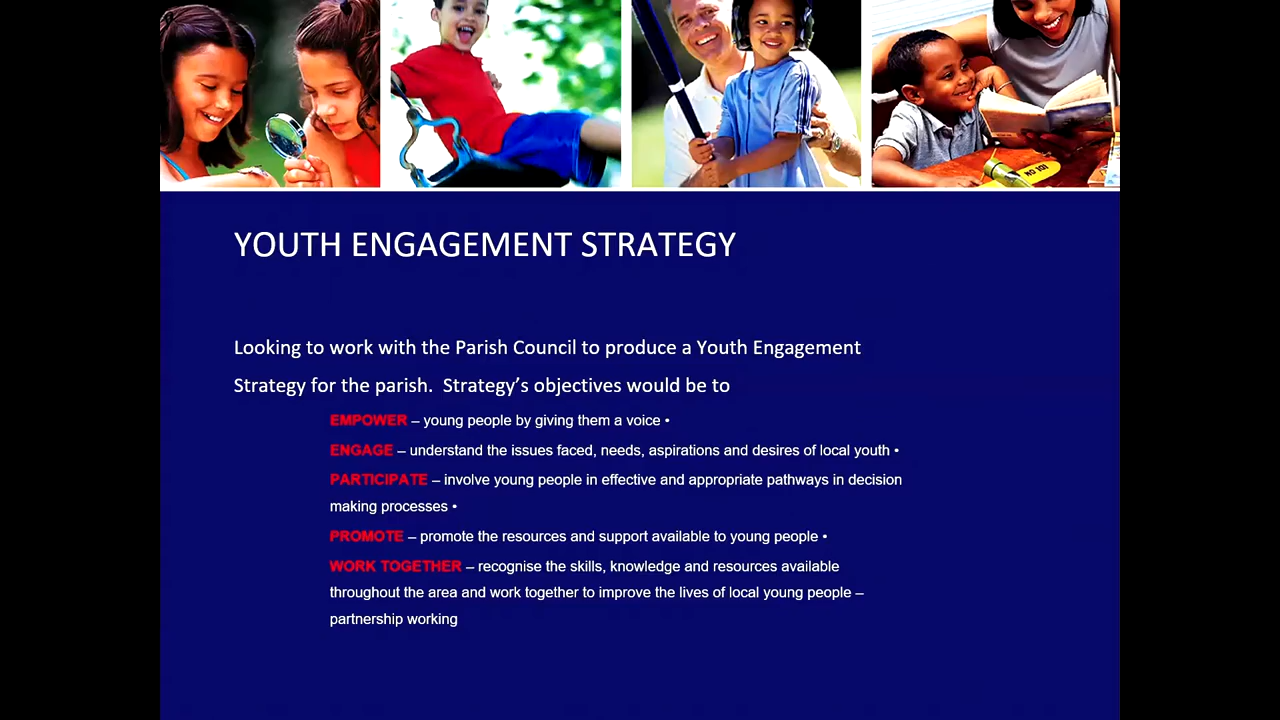 YOUTH ENGAGEMENT STRATEGY
Looking to work with the Parish Council to produce a Youth Engagement
Strategy for the parish.  Strategy's objectives would be to
EMPOWER – young people by giving them a voice •
ENGAGE – understand the issues faced, needs, aspirations and desires of local youth •
PARTICIPATE – involve young people in effective and appropriate pathways in decision
making processes •
PROMOTE – promote the resources and support available to young people •
WORK TOGETHER – recognise the skills, knowledge and resources available
throughout the area and work together to improve the lives of local young people –
partnership working